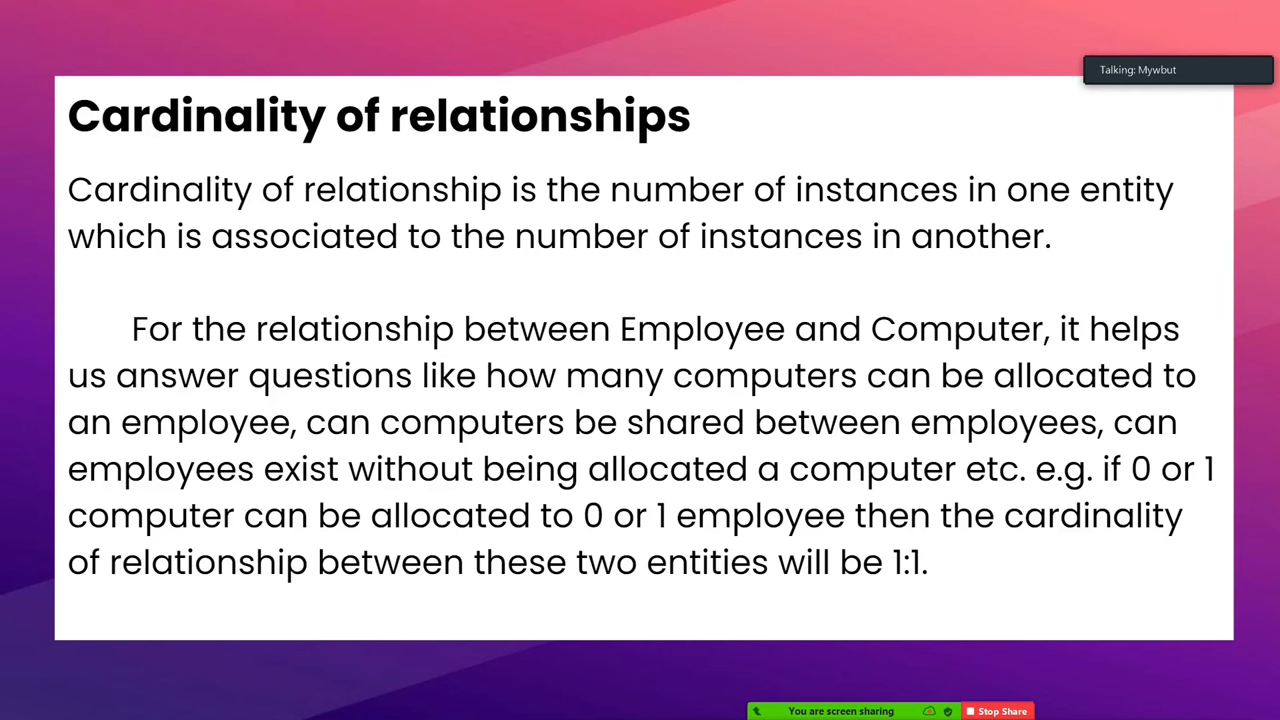 Talking: Mywbut
Cardinality of relationships
Cardinality of relationship is the number of instances in one entity
which is associated to the number of instances in another.
For the relationship between Employee and Computer, it helps
us answer questions like how many computers can be allocated to
an employee, can computers be shared between employees, can
employees exist without being allocated a computer etc. e.g. if 0 or 1
computer can be allocated to 0 or 1 employee then the cardinality
of relationship between these two entities will be 1:1.
You are screen sharing
Stop Share